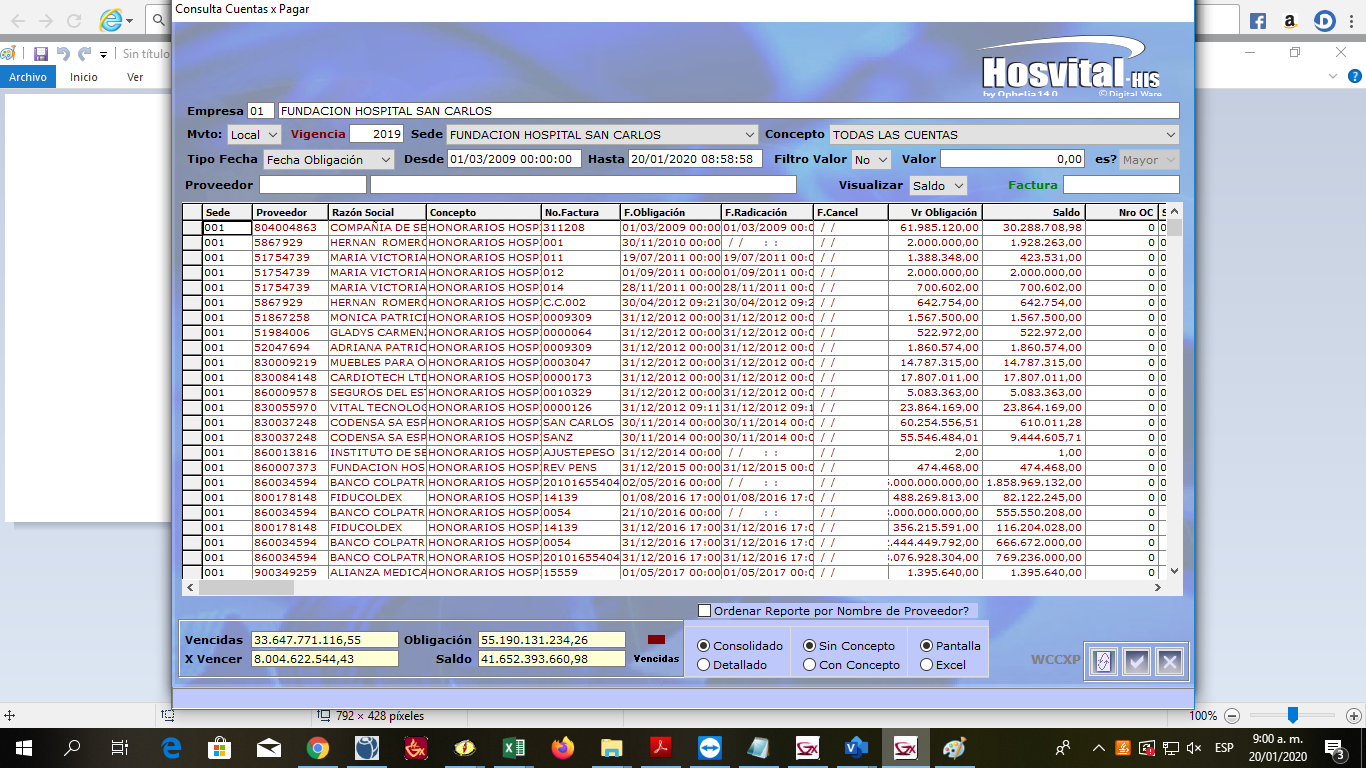 Consulta Cuentas x Pagar
Sin título
Archivo Inicio Ver
Hosvital-HIS
by Ophelia 14.0 © Digital Ware
Empresa 01 FUNDACION HOSPITAL SAN CARLOS
Mvto: Local Vigencia 2019 Sede FUNDACION HOSPITAL SAN CARLOS Concepto TODAS LAS CUENTAS
Tipo Fecha Fecha Obligación Desde 01/03/2009 00:00:00 Hasta 20/01/2020 08:58:58 Filtro Valor No Valor 0,00 es? Mayor
Proveedor Visualizar Saldo Factura
Sede Proveedor Razón Social Concepto No.Factura F.Obligación F.Radicación F.Cancel Vr Obligación Saldo Nro OC S
001 804004863 COMPAÑIA DE SE HONORARIOS HOSP 311208 01/03/2009 00:00 01/03/2009 00:0 / / 61.985.120,00 30.288.708,98 0 0
001 5867929 HERNAN ROMERO HONORARIOS HOSP 001 30/11/2010 00:00 / / : : / / 2.000.000,00 1.928.263,00 0 0
001 51754739 MARIA VICTORIA HONORARIOS HOSP 011 19/07/2011 00:00 19/07/2011 00:0 / / 1.388.348,00 423.531,00 0 0
001 51754739 MARIA VICTORIA HONORARIOS HOSP 012 01/09/2011 00:00 01/09/2011 00:0 / / 2.000.000,00 2.000.000,00 0 0
001 51754739 MARIA VICTORIA HONORARIOS HOSP 014 28/11/2011 00:00 28/11/2011 00:0 / / 700.602,00 700.602,00 0 0
001 5867929 HERNAN ROMERO HONORARIOS HOSP C.C.002 30/04/2012 09:21 30/04/2012 09:2 / / 642.754,00 642.754,00 0 0
001 51867258 MONICA PATRICI HONORARIOS HOSP 0009309 31/12/2012 00:00 31/12/2012 00:0 / / 1.567.500,00 1.567.500,00 0 0
001 51984006 GLADYS CARMENZ HONORARIOS HOSP 0000064 31/12/2012 00:00 31/12/2012 00:0 / / 522.972,00 522.972,00 0 0
001 52047694 ADRIANA PATRIC HONORARIOS HOSP 0009309 31/12/2012 00:00 31/12/2012 00:0 / / 1.860.574,00 1.860.574,00 0 0
001 830009219 MUEBLES PARA O HONORARIOS HOSP 0003047 31/12/2012 00:00 31/12/2012 00:0 / / 14.787.315,00 14.787.315,00 0 0
001 830084148 CARDIOTECH LTD HONORARIOS HOSP 0000173 31/12/2012 00:00 31/12/2012 00:0 / / 17.807.011,00 17.807.011,00 0 0
001 860009578 SEGUROS DEL EST HONORARIOS HOSP 0010329 31/12/2012 00:00 31/12/2012 00:0 / / 5.083.363,00 5.083.363,00 0 0
001 830055970 VITAL TECNOLOG HONORARIOS HOSP 0000126 31/12/2012 09:11 31/12/2012 09:1 / / 23.864.169,00 23.864.169,00 0 0
001 830037248 CODENSA SA ESP HONORARIOS HOSP SAN CARLOS 30/11/2014 00:00 30/11/2014 00:0 / / 60.254.556,51 610.011,28 0 0
001 830037248 CODENSA SA ESP HONORARIOS HOSP SANZ 30/11/2014 00:00 30/11/2014 00:0 / / 55.546.484,01 9.444.605,71 0 0
001 860013816 INSTITUTO DE SE HONORARIOS HOSP AJUSTEPESO 31/12/2014 00:00 / / : : / / 2,00 1,00 0 0
001 860007373 FUNDACION HOS HONORARIOS HOSP REV PENS 31/12/2015 00:00 31/12/2015 00:0 / / 474.468,00 474.468,00 0 0
001 860034594 BANCO COLPATR HONORARIOS HOSP 20101655404 02/05/2016 00:00 / / : : / / .000.000.000,00 1.858.969.132,00 0 0
001 800178148 FIDUCOLDEX HONORARIOS HOSP 14139 01/08/2016 17:00 01/08/2016 17:0 / / 488.269.813,00 82.122.245,00 0 0
001 860034594 BANCO COLPATR HONORARIOS HOSP 0054 21/10/2016 00:00 / / : : / / .000.000.000,00 555.550.208,00 0 0
001 800178148 FIDUCOLDEX HONORARIOS HOSP 14139 31/12/2016 17:00 31/12/2016 17:0 / / 356.215.591,00 116.204.028,00 0 0
001 860034594 BANCO COLPATR HONORARIOS HOSP 0054 31/12/2016 17:00 31/12/2016 17:0 / / .444.449.792,00 666.672.000,00 0 0
001 860034594 BANCO COLPATR HONORARIOS HOSP 20101655404 31/12/2016 17:00 31/12/2016 17:0 / / .076.928.304,00 769.236.000,00 0 0
001 900349259 ALIANZA MEDICA HONORARIOS HOSP 15559 01/05/2017 00:00 01/05/2017 00:0 / / 1.395.640,00 1.395.640,00 0 0
Ordenar Reporte por Nombre de Proveedor?
Vencidas 33.647.771.116,55 Obligación 55.190.131.234,26 Consolidado Sin Concepto Pantalla
X Vencer 8.004.622.544,43 Saldo 41.652.393.660,98 Vencidas Detallado Con Concepto Excel
WCCXP
792 × 428 píxeles 100%
ESP 9:00 a. m.
20/01/2020 3